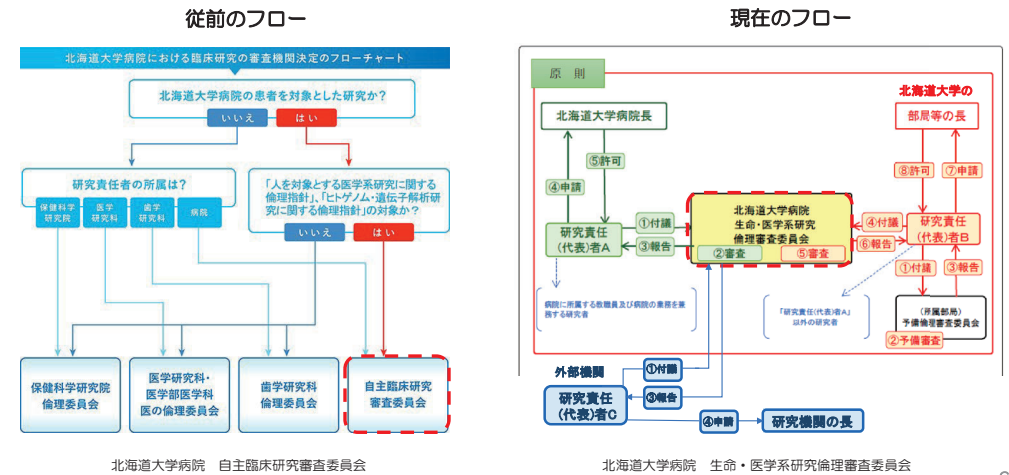 従前のフロー
北海道大学病院における臨床研究の審査機関決定のフローチャート
北海道大学病院の患者を対象とした研究か?
いいえ
はい
研究責任者の所属は?
保健科学
研究院
医学
研究科
歯学
研究科
病院
「人を対象とする医学系研究に関する
倫理指針」、「ヒトゲノム・遺伝子解析研
究に関する倫理指針」の対象か?
いいえ
はい
保健科学研究院
倫理委員会
医学研究科・
医学部医学科
医の倫理委員会
歯学研究科
倫理委員会
自主臨床研究
審査委員会
北海道大学病院 自主臨床研究審査委員会
現在のフロー
原則
北海道大学病院長
⑤許可
④申請
研究責任
(代表)者A
①付議
③報告
病院に所属する教職員及び病院の業務を兼
務する研究者
北海道大学病院
生命・医学系研究
倫理審査委員会
②審査
⑤審査
北海道大学の
部局等の長
⑧許可
⑦申請
④付議
⑥報告
研究責任
(代表)者B
①付議
③報告
「研究責任(代表)者A」
以外の研究者
(所属部局)
予備倫理審査委員会
②予備審査
外部機関
①付議
研究責任
(代表)者C
③報告
④申請
研究機関の長
北海道大学病院 生命・医学系研究倫理審査委員会